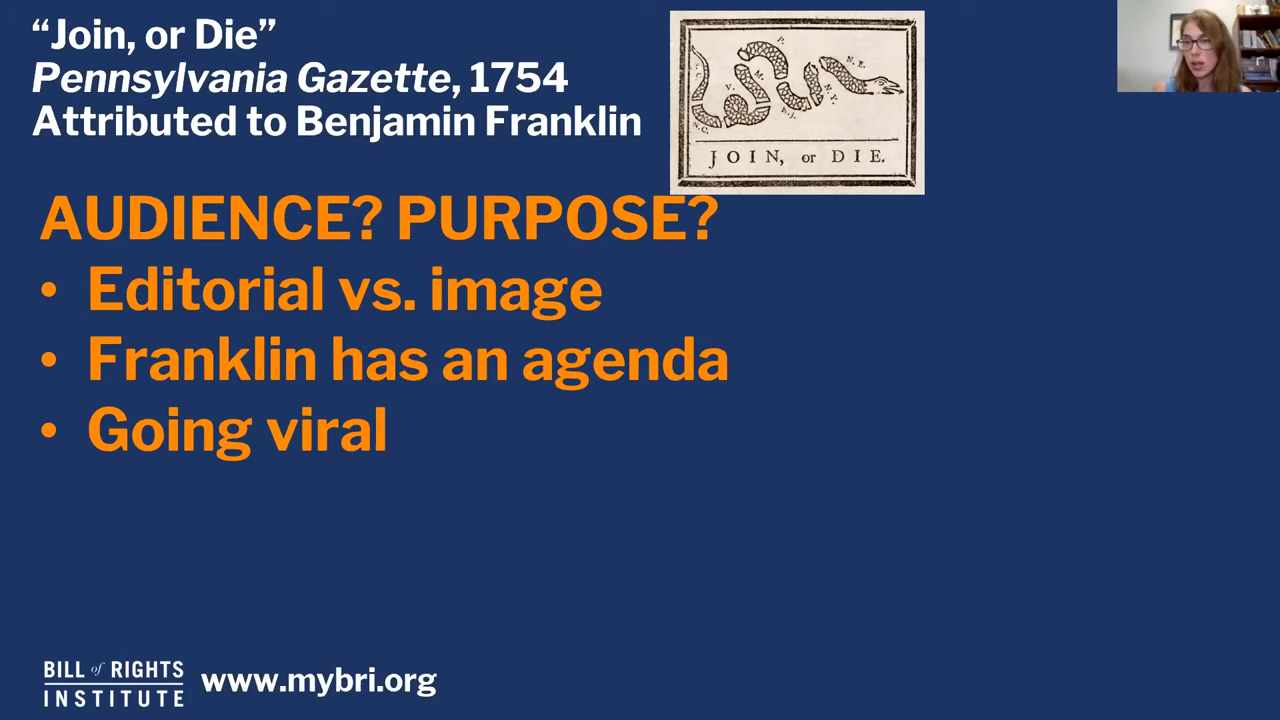 “Join, or Die”
Pennsylvania Gazette, 1754
Attributed to Benjamin Franklin
N. E.
P.
M.
V.
N. Y.
N. C.
JOIN, or DIE.
AUDIENCE? PURPOSE?
• Editorial vs. image
• Franklin has an agenda
• Going viral
BILL of RIGHTS
INSTITUTE
www.mybri.org